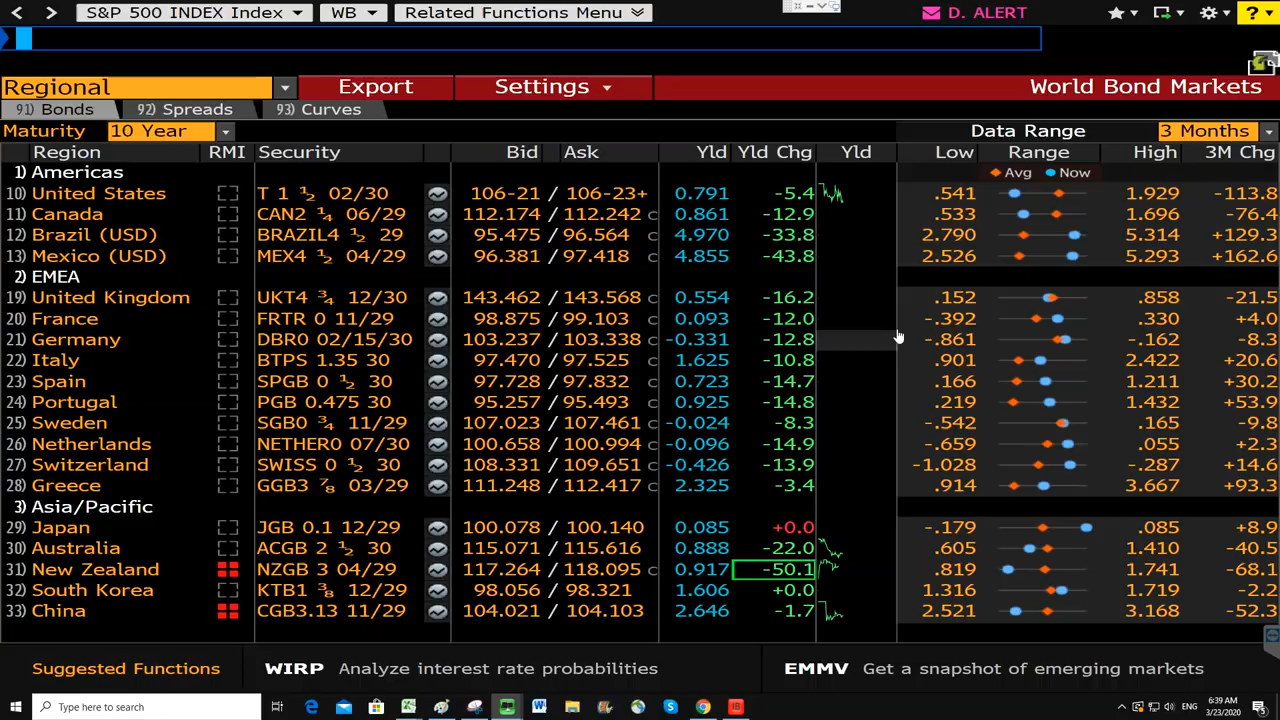 S&P 500 INDEX Index WB Related Functions Menu D. ALERT ?
Regional Export Settings World Bond Markets
91) Bonds 92) Spreads 93) Curves
Maturity 10 Year Data Range 3 Months
Region RMI Security Bid Ask Yld Yld Chg Yld Low Range High 3M Chg
1) Americas Avg Now
10) United States T 1 ½ 02/30 106-21 / 106-23+ 0.791 -5.4 .541 1.929 -113.8
11) Canada CAN2 ¼ 06/29 112.174 / 112.242 c 0.861 -12.9 .533 1.696 -76.4
12) Brazil (USD) BRAZIL4 ½ 29 95.475 / 96.564 c 4.970 -33.8 2.790 5.314 +129.3
13) Mexico (USD) MEX4 ½ 04/29 96.381 / 97.418 c 4.855 -43.8 2.526 5.293 +162.6
2) EMEA
19) United Kingdom UKT4 ¾ 12/30 143.462 / 143.568 c 0.554 -16.2 .152 .858 -21.5
20) France FRTR 0 11/29 98.875 / 99.103 c 0.093 -12.0 -.392 .330 +4.0
21) Germany DBR0 02/15/30 103.237 / 103.338 c -0.331 -12.8 -.861 -.162 -8.3
22) Italy BTPS 1.35 30 97.470 / 97.525 c 1.625 -10.8 .901 2.422 +20.6
23) Spain SPGB 0 ½ 30 97.728 / 97.832 c 0.723 -14.7 .166 1.211 +30.2
24) Portugal PGB 0.475 30 95.257 / 95.493 c 0.925 -14.8 .219 1.432 +53.9
25) Sweden SGB0 ¾ 11/29 107.023 / 107.461 c -0.024 -8.3 -.542 .165 -9.8
26) Netherlands NETHER0 07/30 100.658 / 100.994 c -0.096 -14.9 -.659 .055 +2.3
27) Switzerland SWISS 0 ½ 30 108.331 / 109.651 c -0.426 -13.9 -1.028 -.287 +14.6
28) Greece GGB3 ⅞ 03/29 111.248 / 112.417 c 2.325 -3.4 .914 3.667 +93.3
3) Asia/Pacific
29) Japan JGB 0.1 12/29 100.078 / 100.140 0.085 +0.0 -.179 .085 +8.9
30) Australia ACGB 2 ½ 30 115.071 / 115.616 0.888 -22.0 .605 1.410 -40.5
31) New Zealand NZGB 3 04/29 117.264 / 118.095 c 0.917 -50.1 .819 1.741 -68.1
32) South Korea KTB1 ⅜ 12/29 98.056 / 98.321 1.606 +0.0 1.316 1.719 -2.2
33) China CGB3.13 11/29 104.021 / 104.103 2.646 -1.7 2.521 3.168 -52.3
Suggested Functions WIRP Analyze interest rate probabilities EMMV Get a snapshot of emerging markets
Type here to search ENG 6:39 AM
3/23/2020